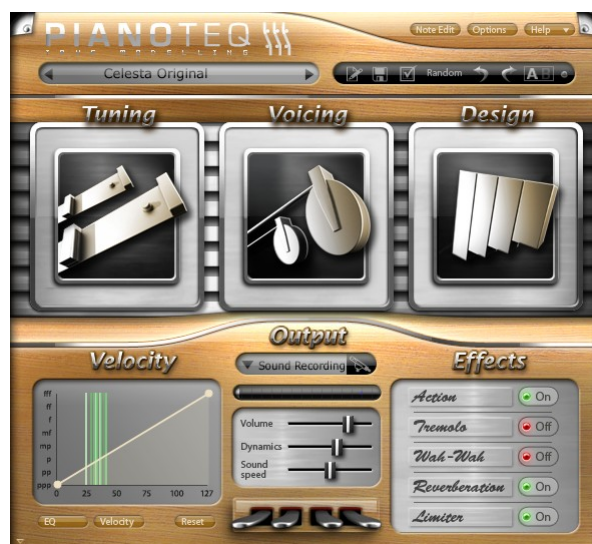 PIANOTEQ
TRUE MODELLING
Note Edit Options Help
Celesta Original
Random A B
Tuning Voicing Design
Output
Velocity
Sound Recording
Effects
fff
ff
f
mf
mp
p
pp
ppp
0 25 50 75 100 127
EQ Velocity Reset
Volume
Dynamics
Sound
speed
Action On
Tremolo Off
Wah-Wah Off
Reverberation On
Limiter On